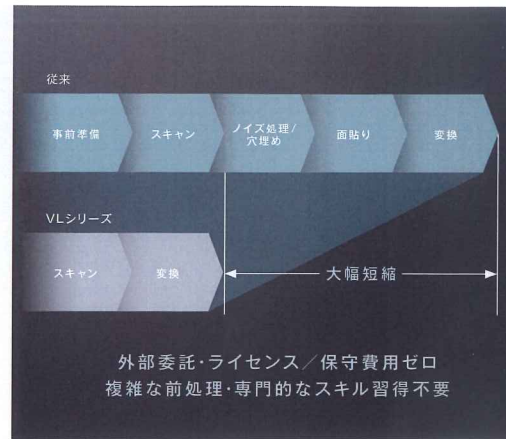 従来
事前準備
スキャン
ノイズ処理/
穴埋め
面貼り
変換
VLシリーズ
スキャン
変換
大幅短縮
外部委託・ライセンス／保守費用ゼロ
複雑な前処理・専門的なスキル習得不要